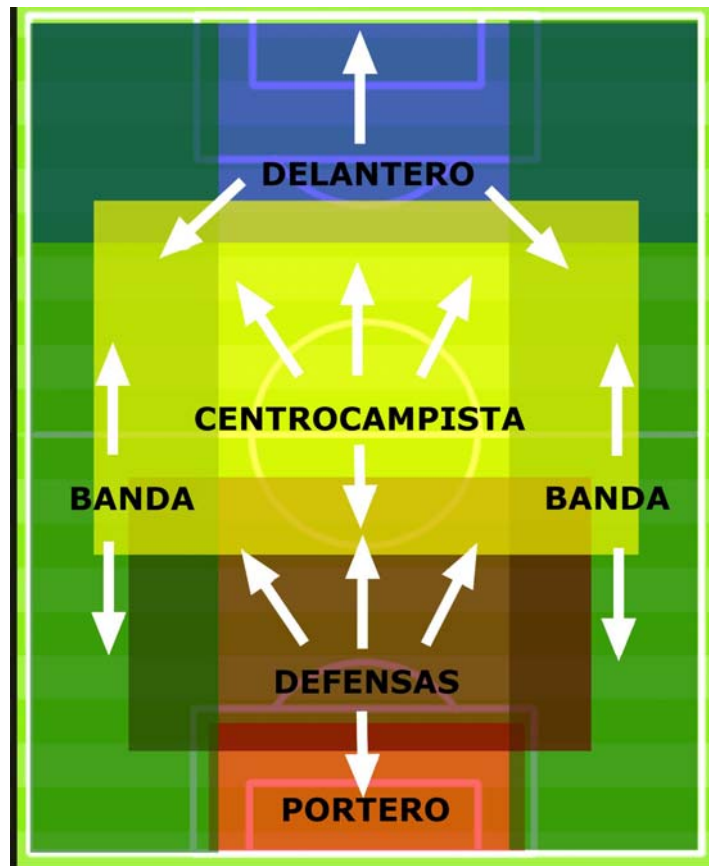 DELANTERO
CENTROCAMPISTA
BANDA
BANDA
DEFENSAS
PORTERO